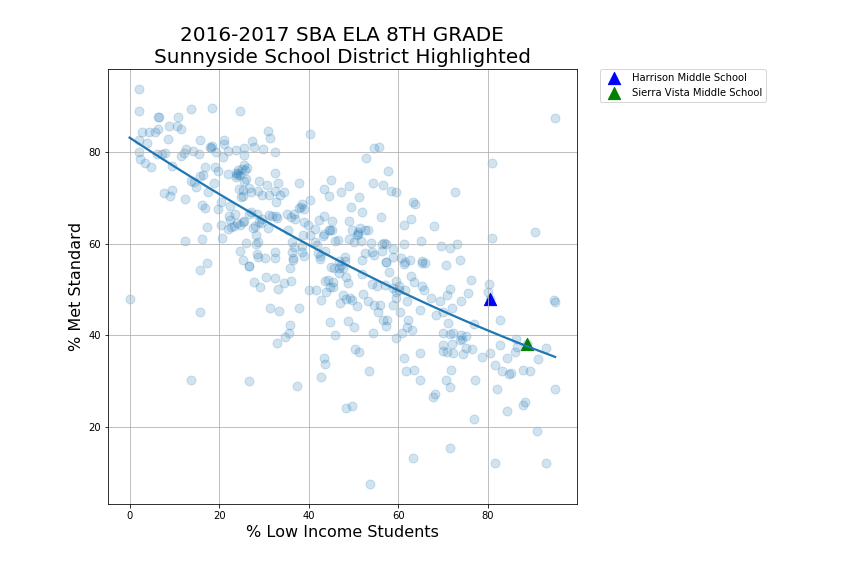 2016-2017 SBA ELA 8TH GRADE
Sunnyside School District Highlighted
Harrison Middle School
Sierra Vista Middle School
% Met Standard
80
60
40
20
0
20
40
60
80
% Low Income Students